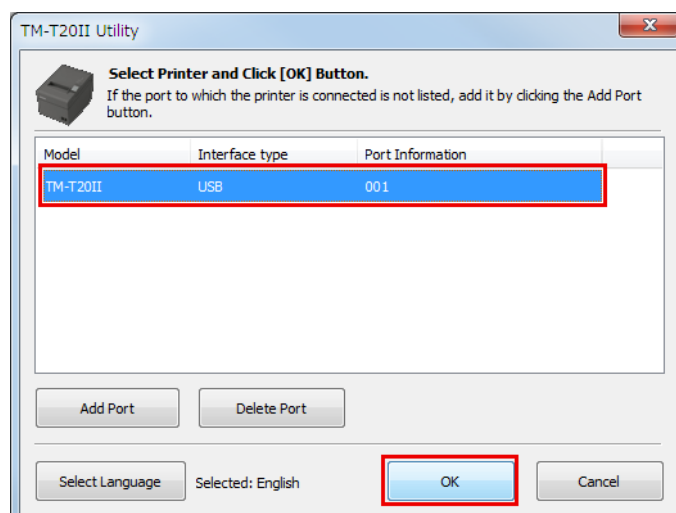 TM-T20II Utility
Select Printer and Click [OK] Button.
If the port to which the printer is connected is not listed, add it by clicking the Add Port
button.
Model Interface type Port Information
TM-T20II USB 001
Add Port Delete Port
Select Language Selected: English OK Cancel